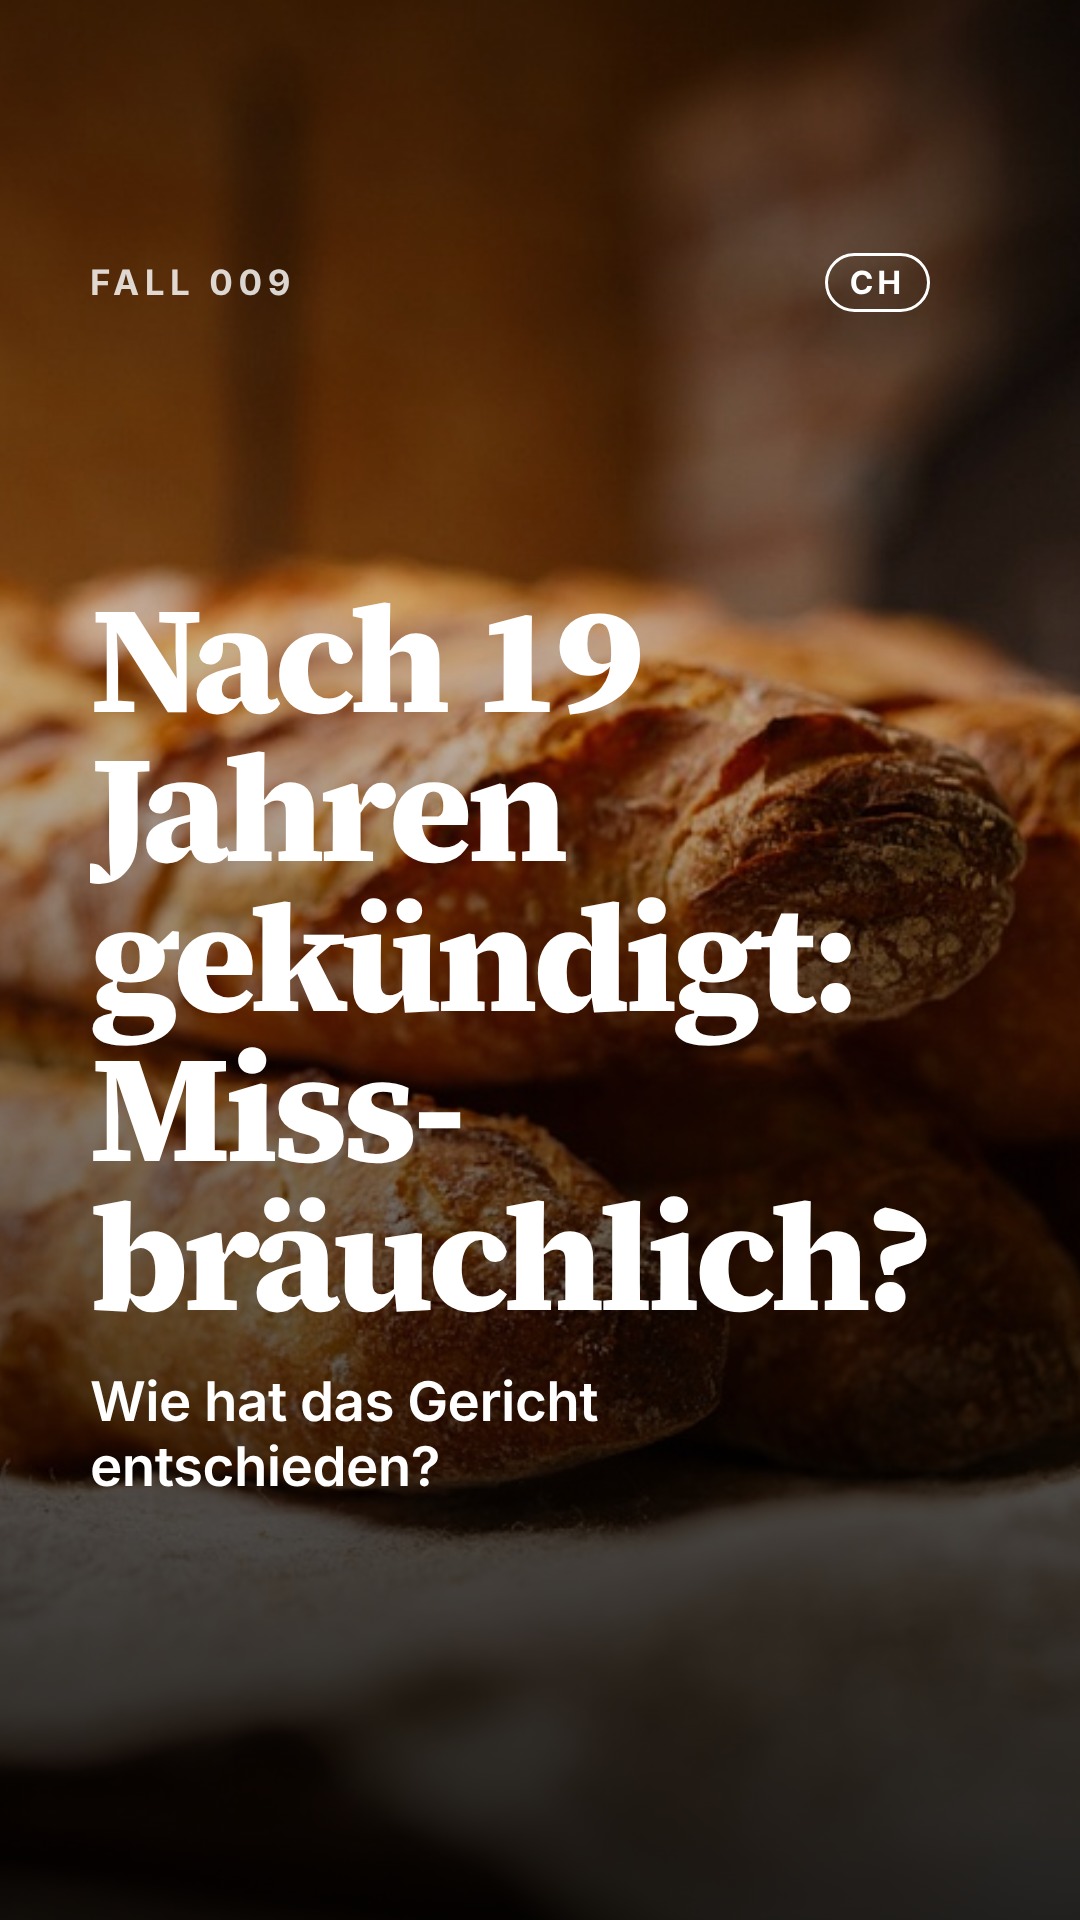 FALL 009
CH
Nach 19
Jahren
gekündigt:
Miss-
bräuchlich?
Wie hat das Gericht
entschieden?